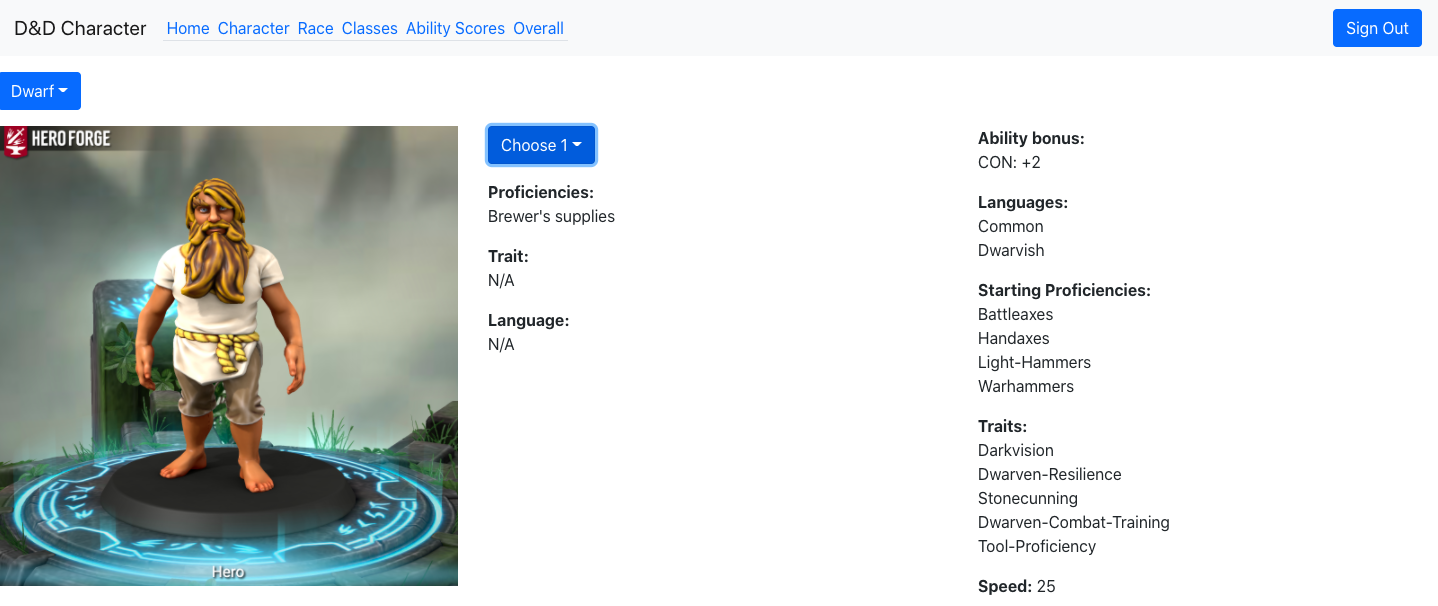 D&D Character Home Character Race Classes Ability Scores Overall Sign Out
Dwarf
HERO FORGE
Hero
Choose 1
Proficiencies:
Brewer's supplies
Trait:
N/A
Language:
N/A
Ability bonus:
CON: +2
Languages:
Common
Dwarvish
Starting Proficiencies:
Battleaxes
Handaxes
Light-Hammers
Warhammers
Traits:
Darkvision
Dwarven-Resilience
Stonecunning
Dwarven-Combat-Training
Tool-Proficiency
Speed: 25